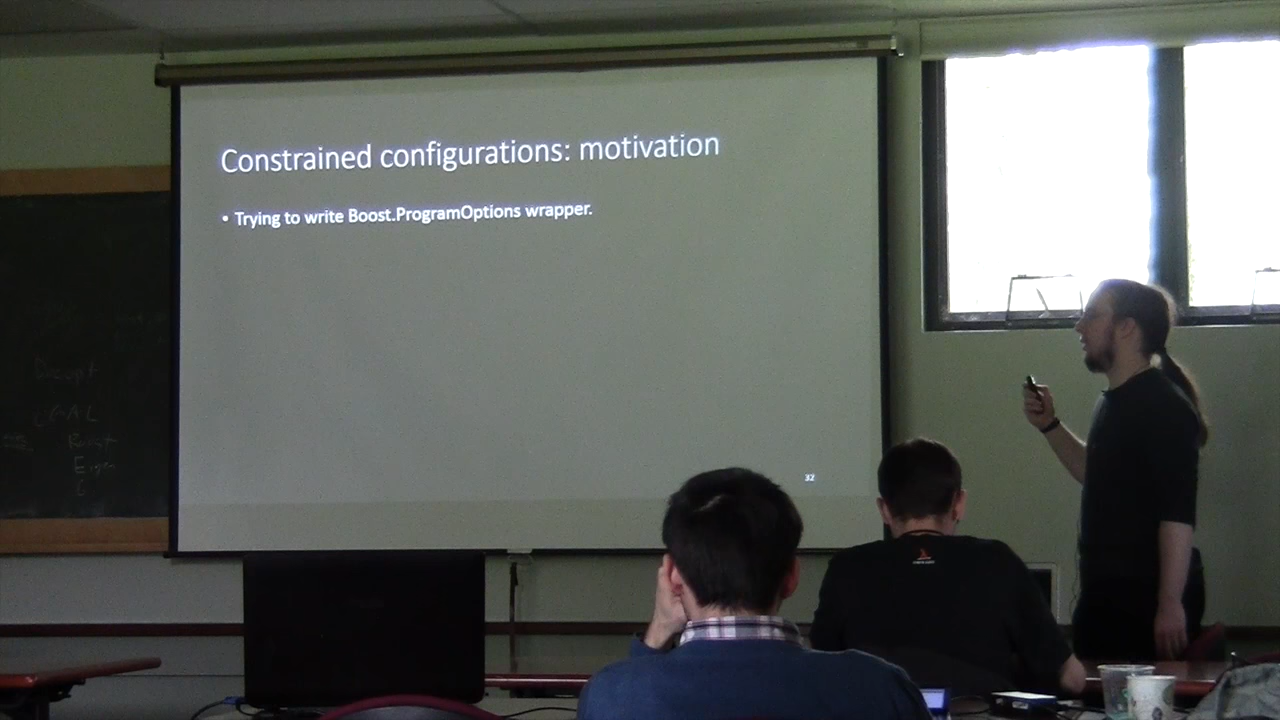 Constrained configurations: motivation
• Trying to write Boost.ProgramOptions wrapper.
32